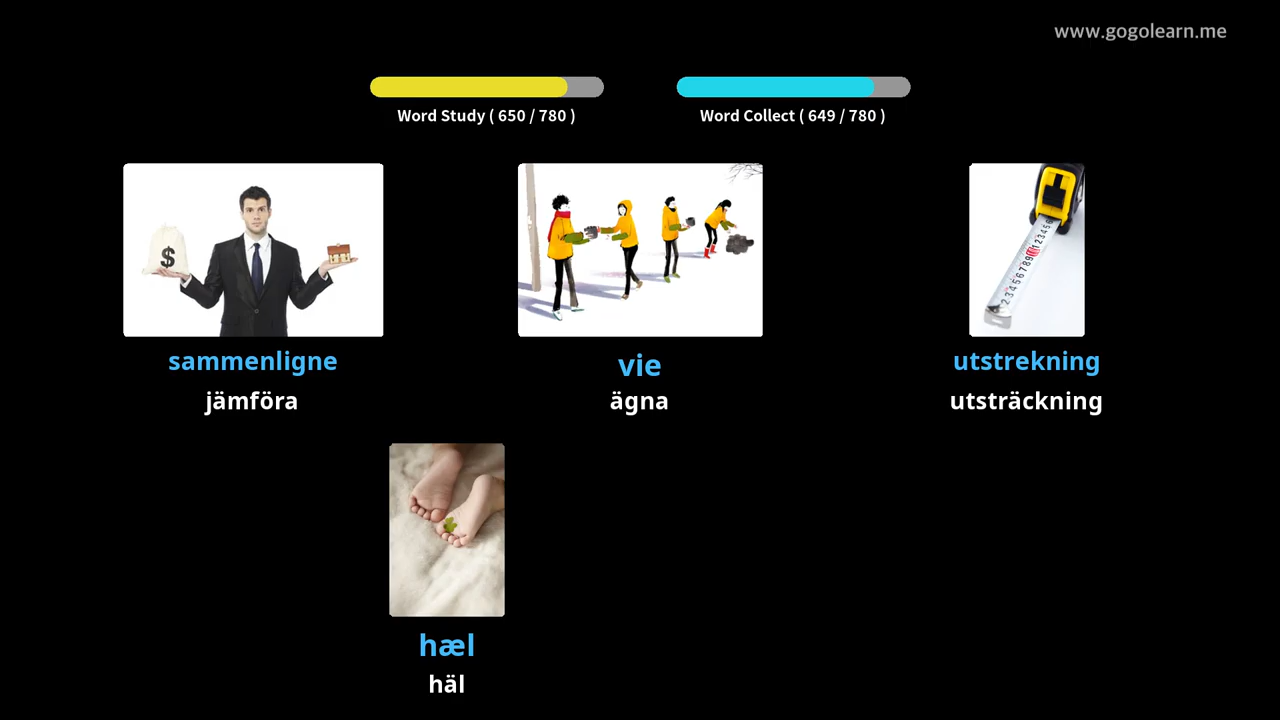 www.gogolearn.me
Word Study ( 650 / 780 )
Word Collect ( 649 / 780 )
$
sammenligne
jämföra
vie
ägna
utstrekning
utsträckning
hæl
häl